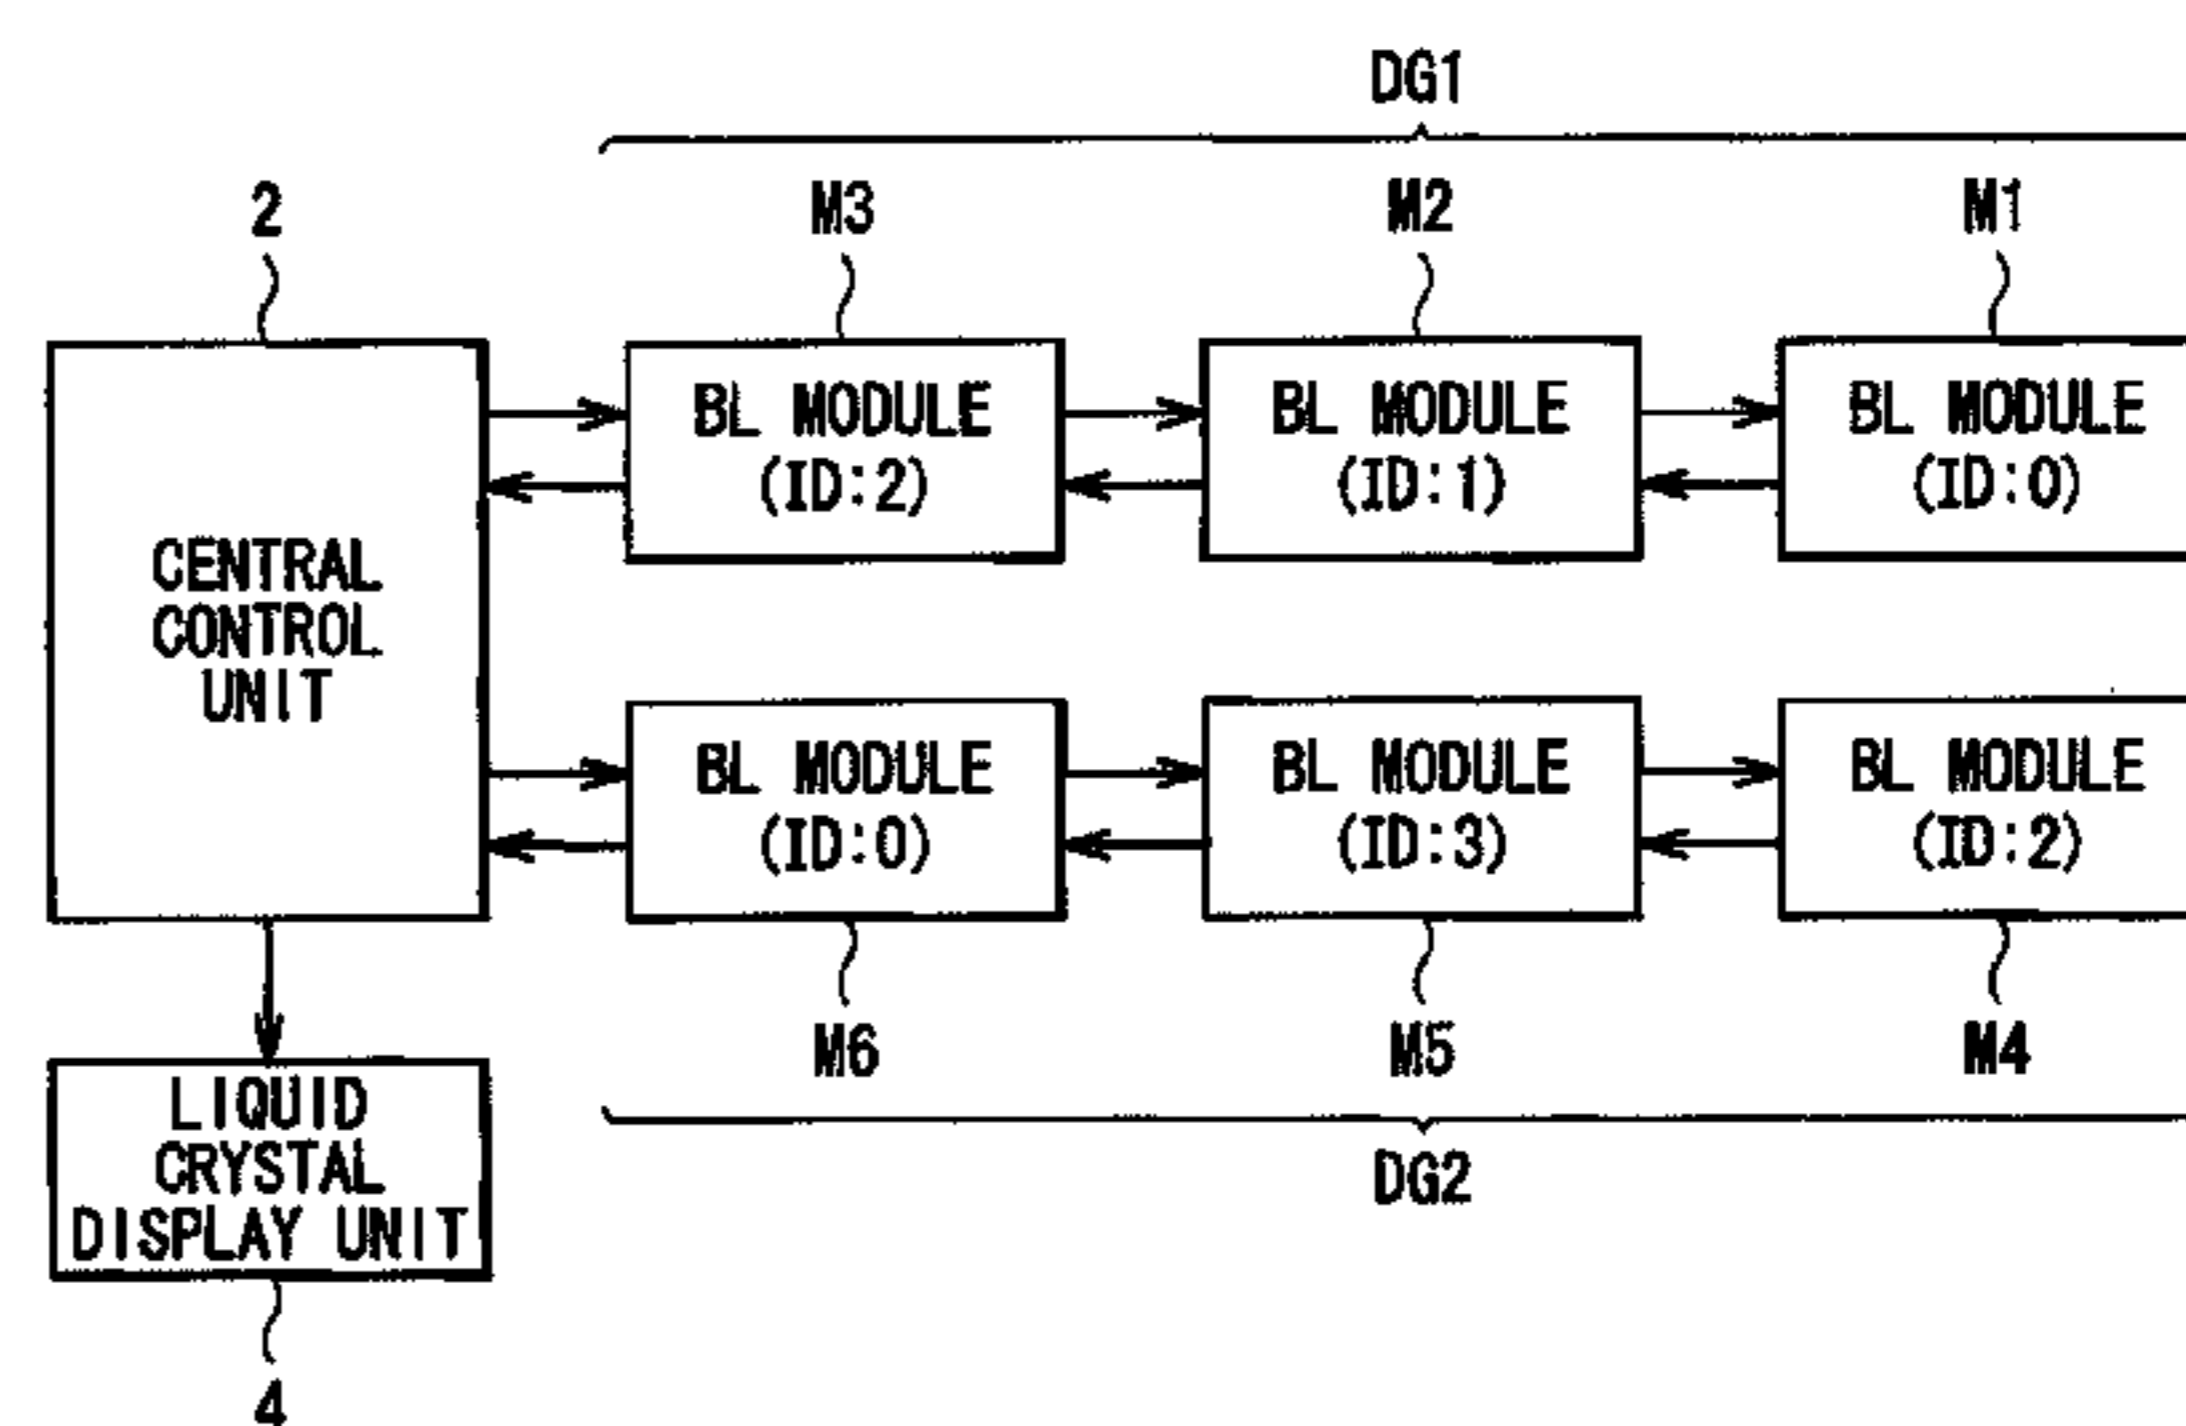 DG1
2
M3
M2
M1
BL MODULE
(ID:2)
BL MODULE
(ID:1)
BL MODULE
(ID:0)
CENTRAL
CONTROL
UNIT
BL MODULE
(ID:0)
BL MODULE
(ID:3)
BL MODULE
(ID:2)
M6
M5
M4
DG2
LIQUID
CRYSTAL
DISPLAY UNIT
4